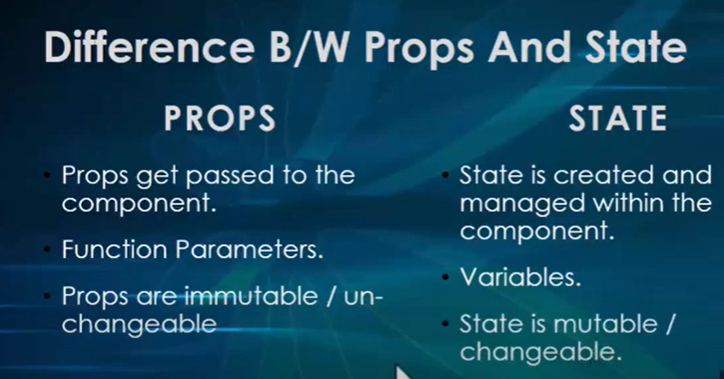 Difference B/W Props And State
PROPS
• Props get passed to the
component.
• Function Parameters.
• Props are immutable / un-
changeable
STATE
• State is created and
managed within the
component.
• Variables.
• State is mutable /
changeable.